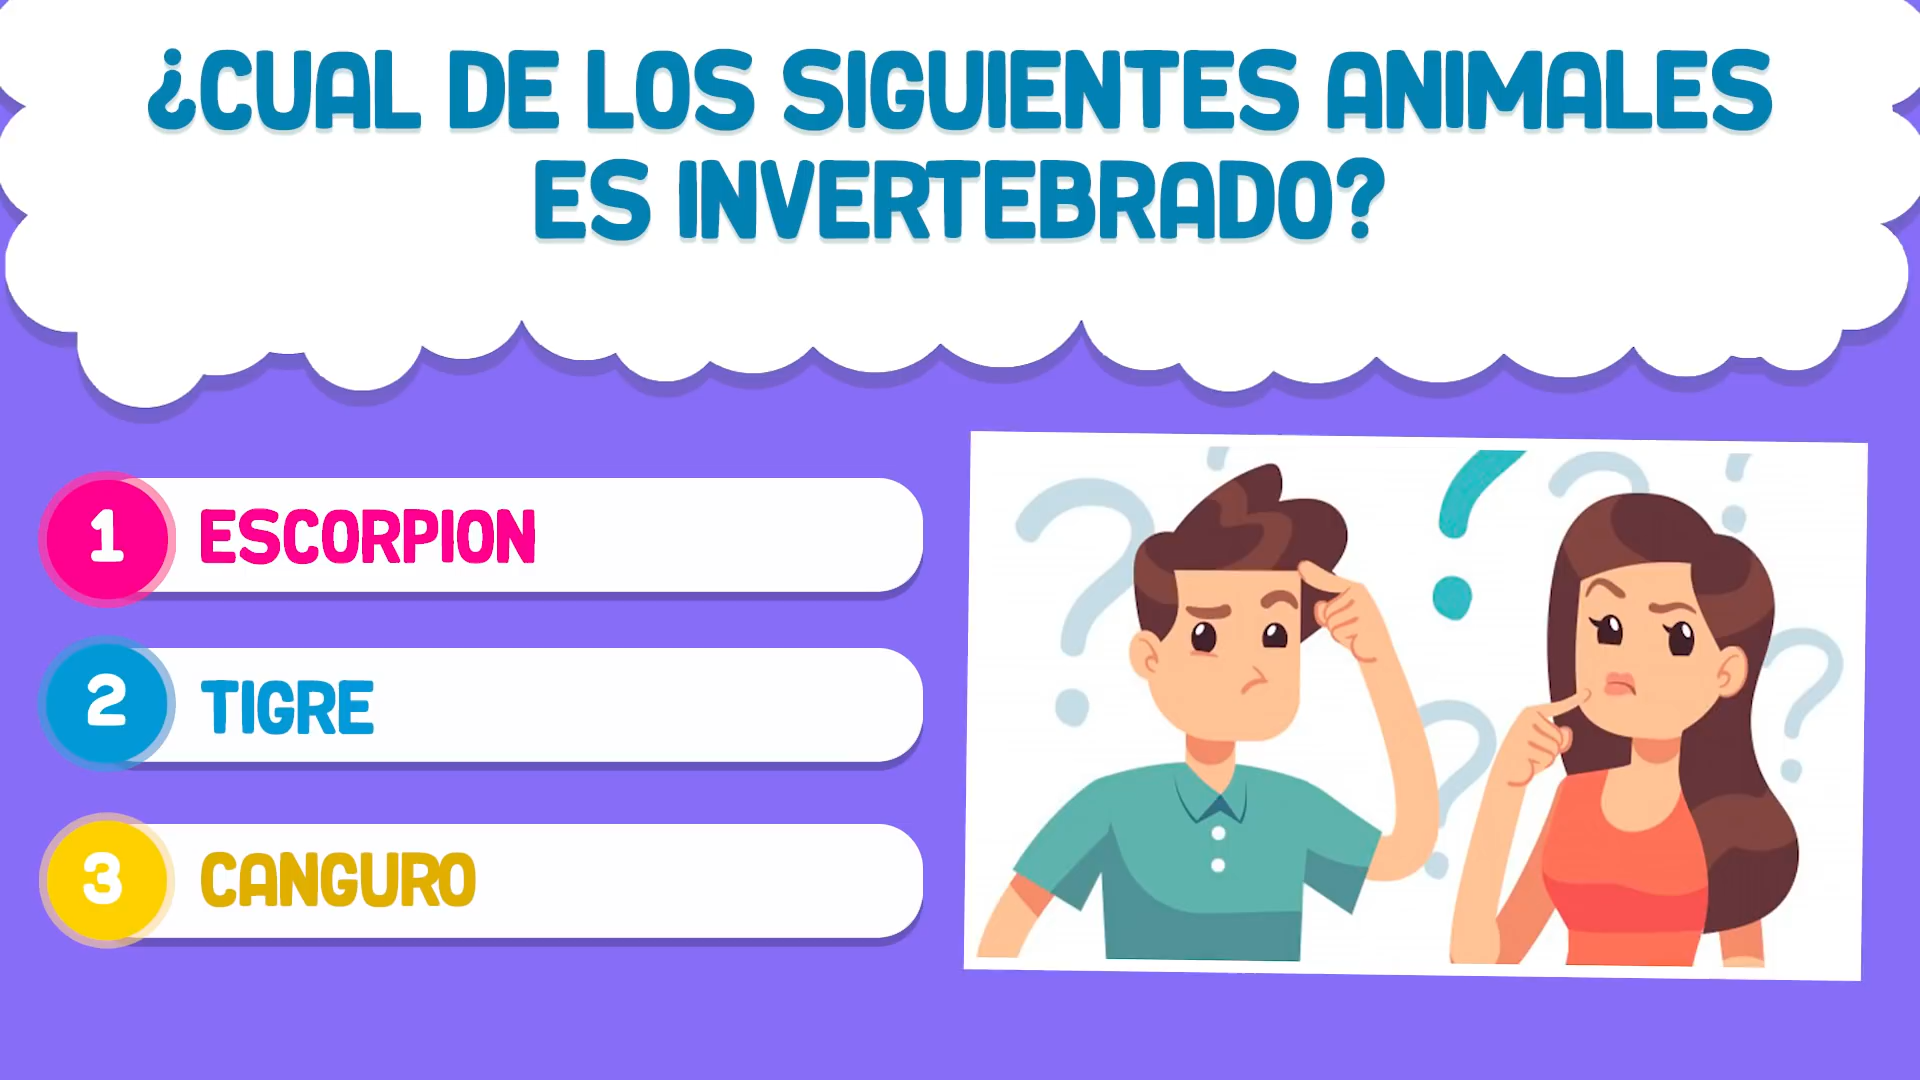 ¿CUAL DE LOS SIGUIENTES ANIMALES
ES INVERTEBRADO?
1 ESCORPION
2 TIGRE
3 CANGURO